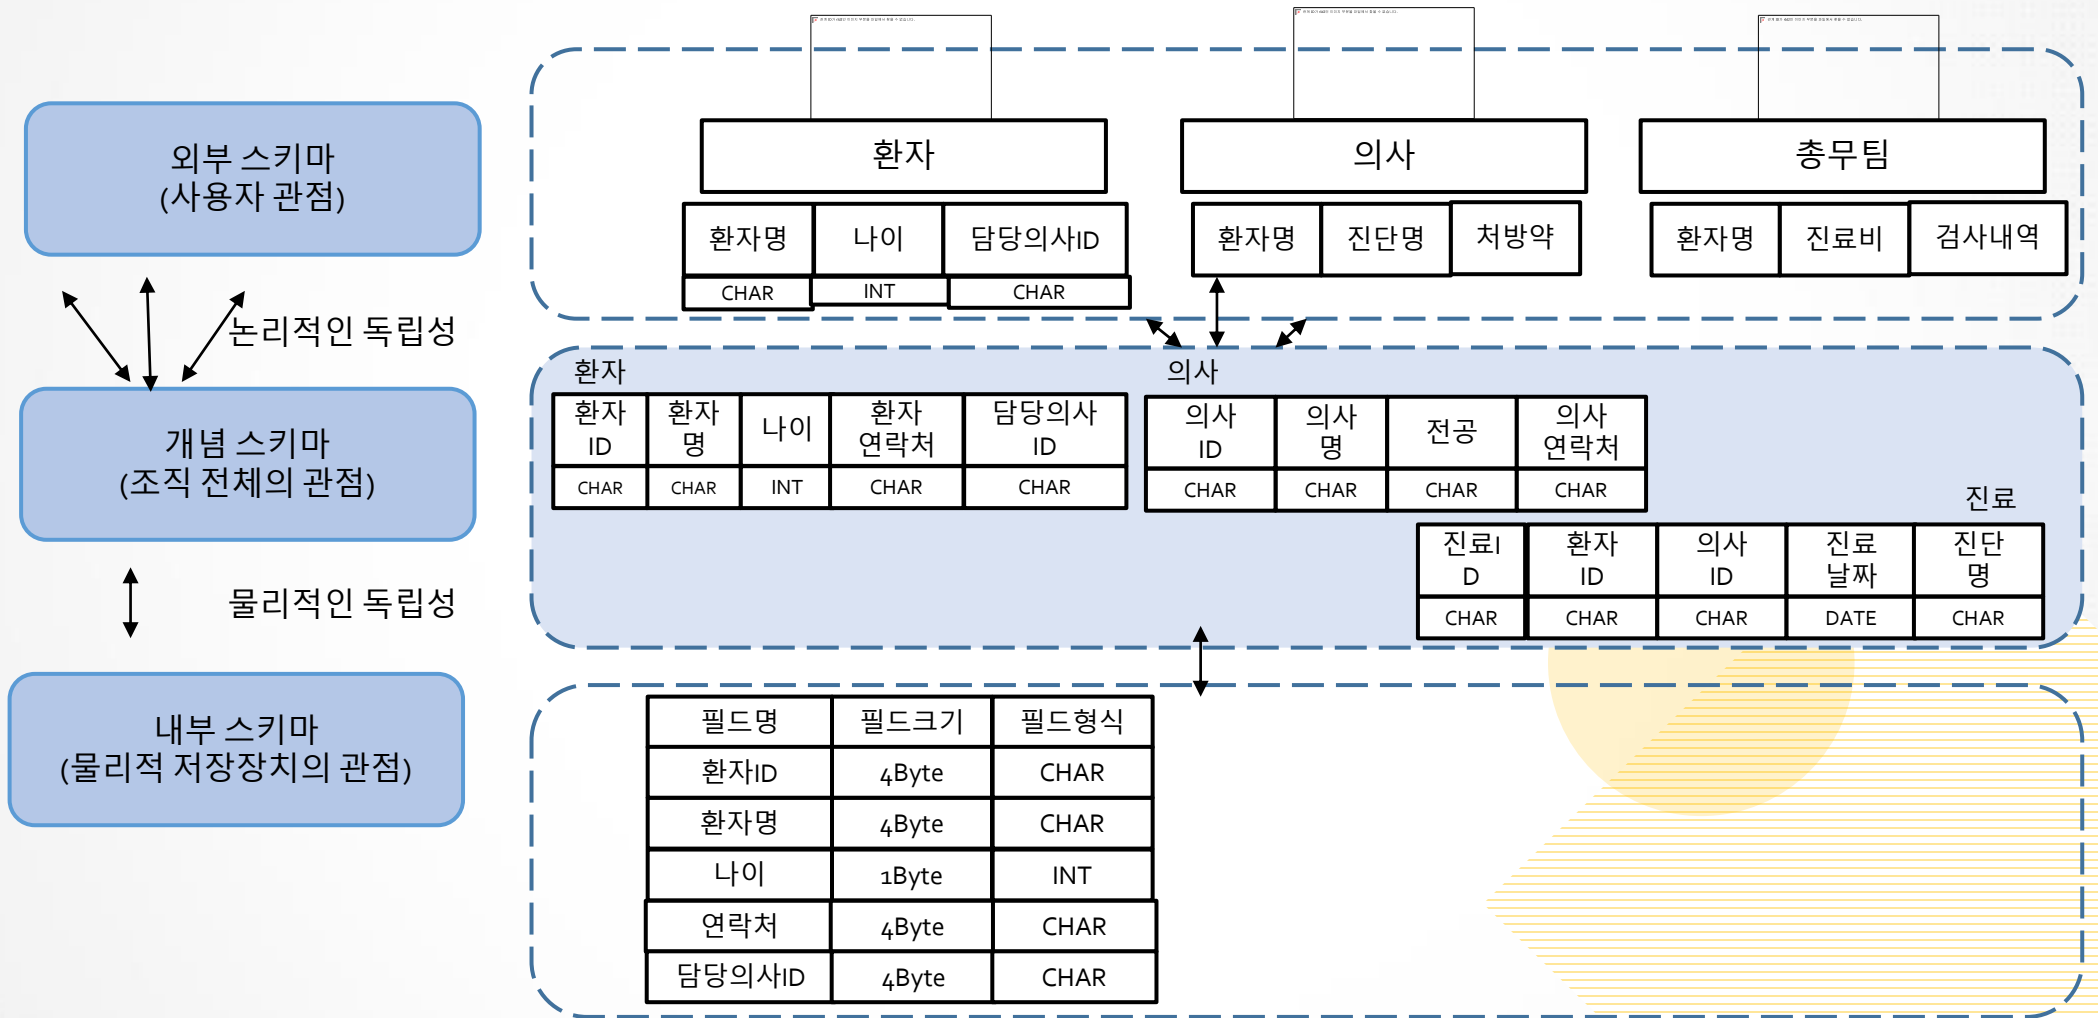 외부 스키마
(사용자 관점)
논리적인 독립성
개념 스키마
(조직 전체의 관점)
물리적인 독립성
내부 스키마
(물리적 저장장치의 관점)
환자
의사
총무팀
환자명 나이 담당의사ID
CHAR INT CHAR
환자명 진단명 처방약
환자명 진료비 검사내역
환자
환자
ID
환자
명
나이
환자
연락처
담당의사
ID
CHAR CHAR INT CHAR CHAR
의사
의사
ID
의사
명
전공
의사
연락처
CHAR CHAR CHAR CHAR
진료
진료I
D
환자
ID
의사
ID
진료
날짜
진단
명
CHAR CHAR CHAR DATE CHAR
필드명 필드크기 필드형식
환자ID 4Byte CHAR
환자명 4Byte CHAR
나이 1Byte INT
연락처 4Byte CHAR
담당의사ID 4Byte CHAR